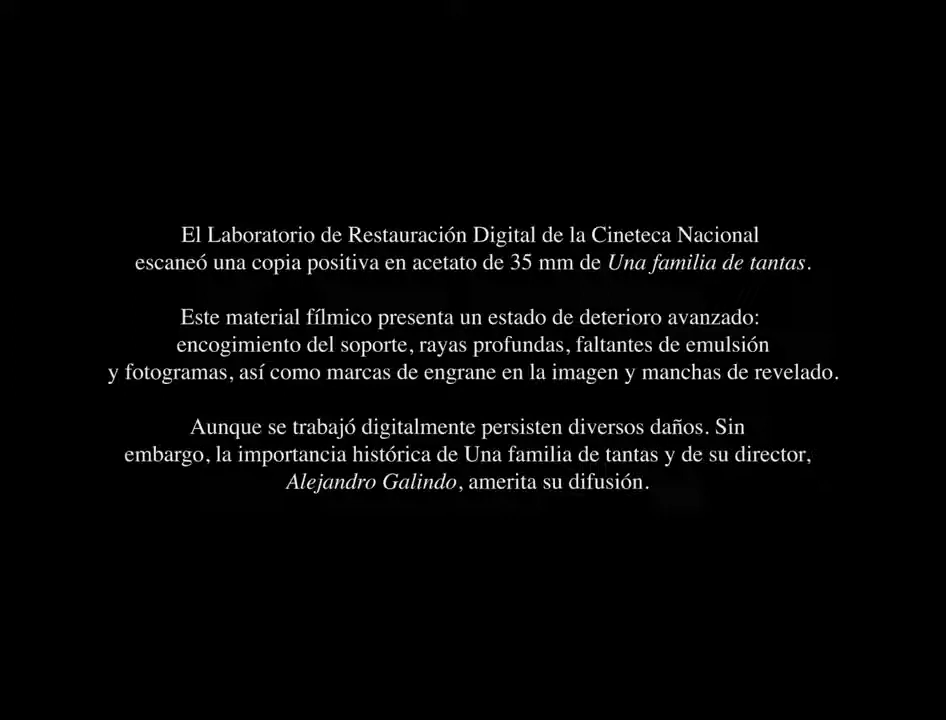 El Laboratorio de Restauración Digital de la Cineteca Nacional
escaneó una copia positiva en acetato de 35 mm de Una familia de tantas.
Este material fílmico presenta un estado de deterioro avanzado:
encogimiento del soporte, rayas profundas, faltantes de emulsión
y fotogramas, así como marcas de engrane en la imagen y manchas de revelado.
Aunque se trabajó digitalmente persisten diversos daños. Sin
embargo, la importancia histórica de Una familia de tantas y de su director,
Alejandro Galindo, amerita su difusión.